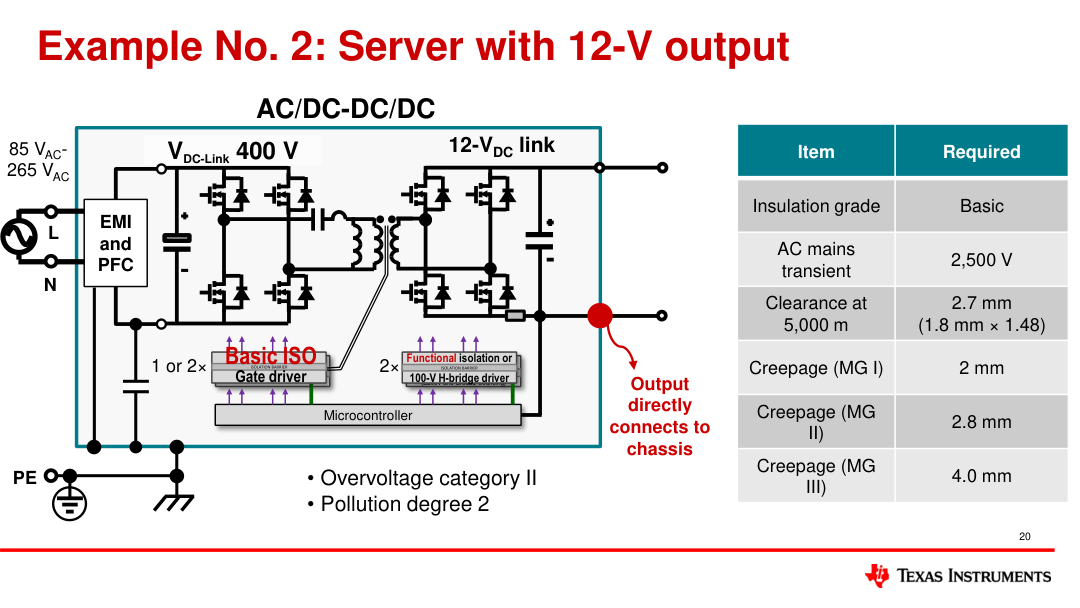 Example No. 2: Server with 12-V output
AC/DC-DC/DC
85 VAC-
265 VAC
L
N
EMI
and
PFC
VDC-Link 400 V
12-VDC link
+
-
+
-
1 or 2×
Basic ISO
ISOLATION BARRIER
Gate driver
2×
Functional isolation or
ISOLATION BARRIER
100-V H-bridge driver
Microcontroller
Output
directly
connects to
chassis
PE
• Overvoltage category II
• Pollution degree 2
Item Required
Insulation grade Basic
AC mains
transient
2,500 V
Clearance at
5,000 m
2.7 mm
(1.8 mm × 1.48)
Creepage (MG I) 2 mm
Creepage (MG
II)
2.8 mm
Creepage (MG
III)
4.0 mm
20
TEXAS INSTRUMENTS